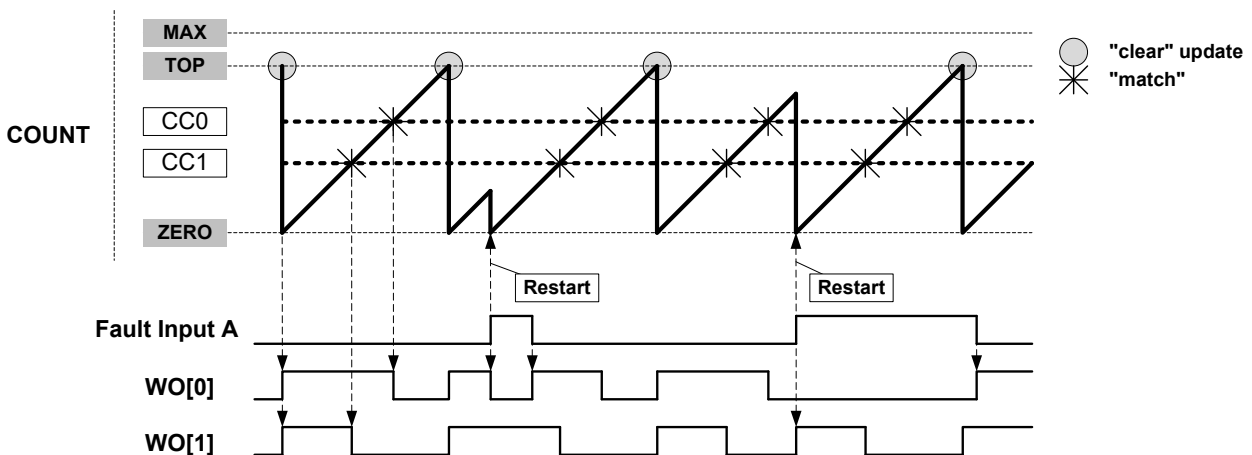 MAX
"clear" update
TOP
"match"
CC0
COUNT
CC1
ZERO
Restart
Restart
Fault Input A
WO[0]
WO[1]